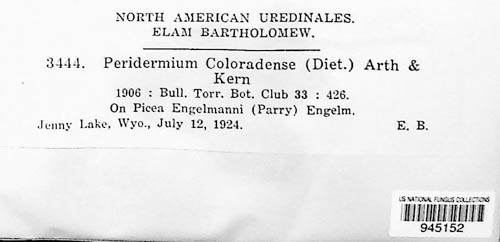 NORTH AMERICAN UREDINALES.
ELAM BARTHOLOMEW.
3444. Peridermium Coloradense (Diet.) Arth &
Kern
1906 : Bull. Torr. Bot. Club 33 : 426.
On Picea Engelmanni (Parry) Engelm.
Jenny Lake, Wyo., July 12, 1924. E. B.
US NATIONAL FUNGUS COLLECTIONS
945152